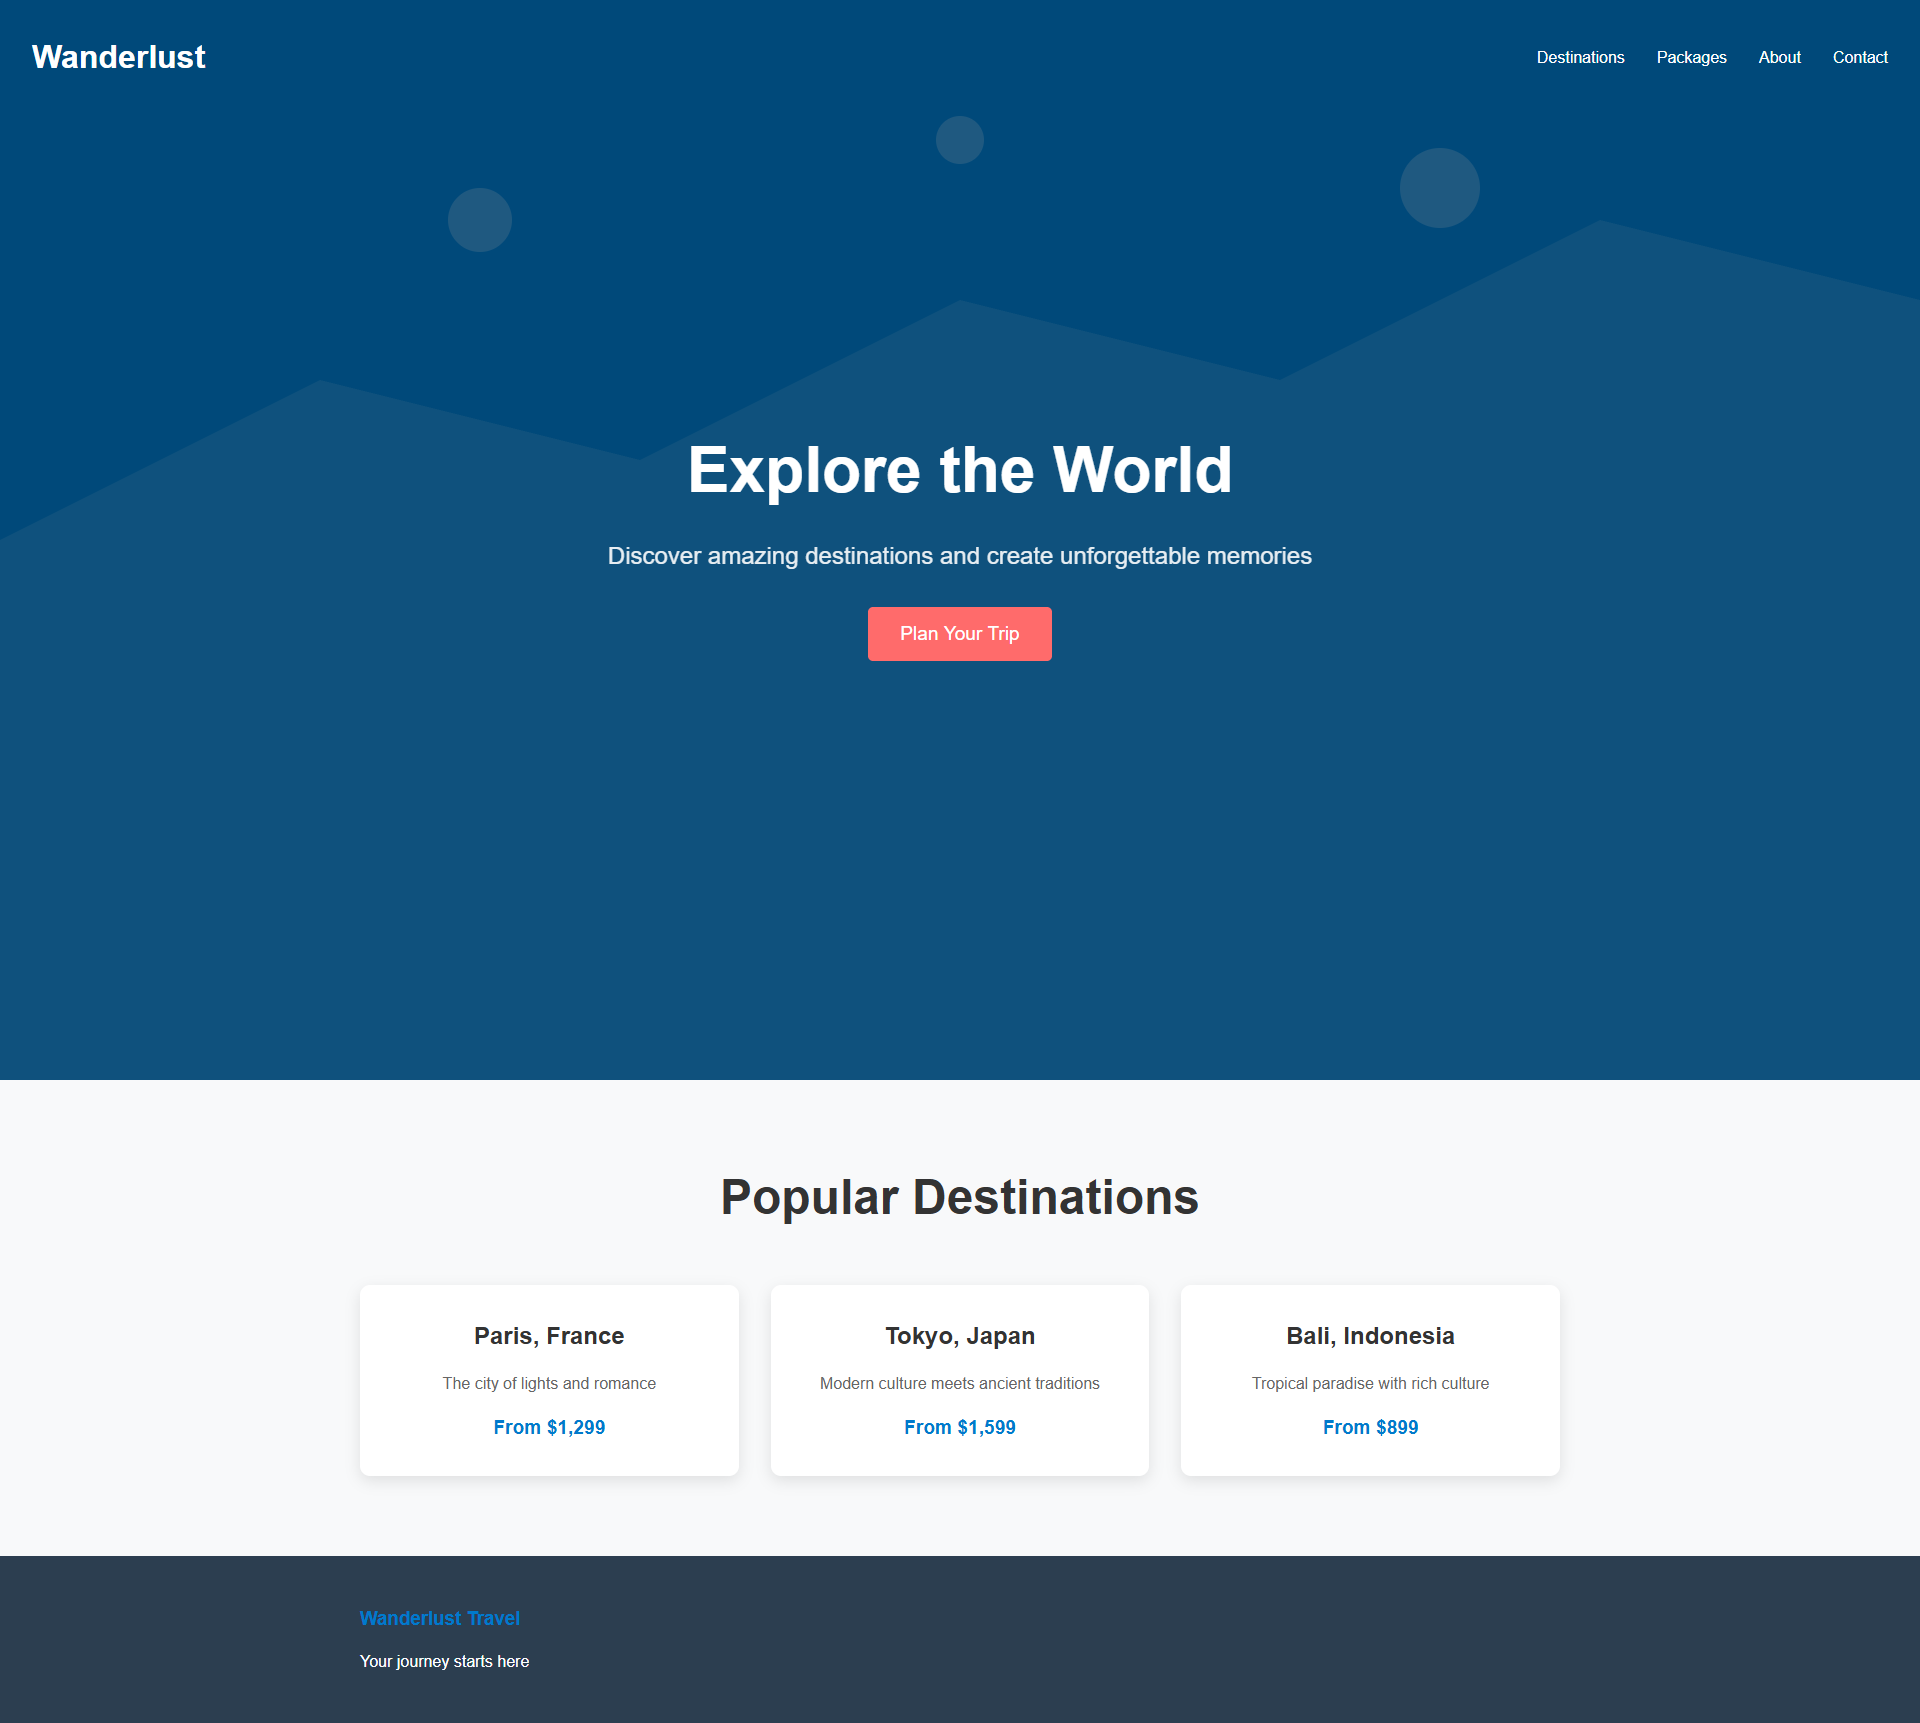 Wanderlust
Destinations Packages About Contact
Explore the World
Discover amazing destinations and create unforgettable memories
Plan Your Trip
Popular Destinations
Paris, France
The city of lights and romance
From $1,299
Tokyo, Japan
Modern culture meets ancient traditions
From $1,599
Bali, Indonesia
Tropical paradise with rich culture
From $899
Wanderlust Travel
Your journey starts here